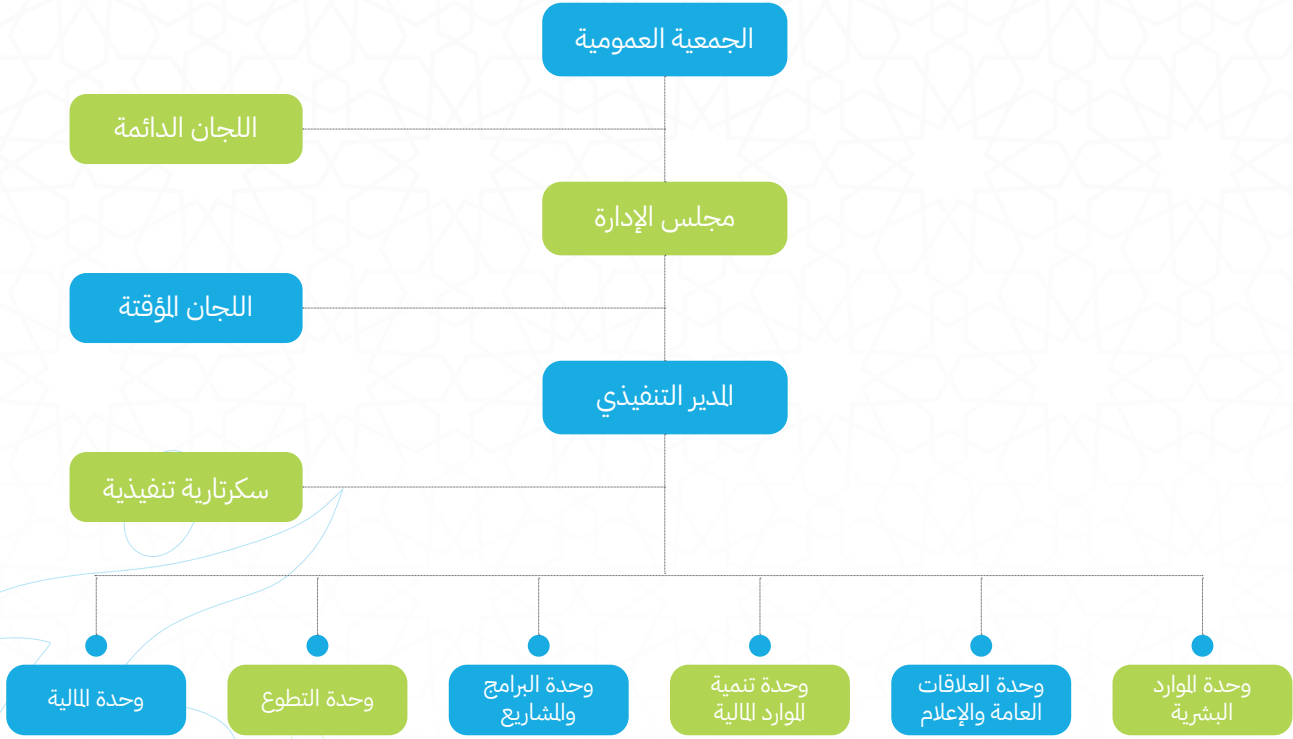 الجمعية العمومية
اللجان الدائمة
مجلس الإدارة
اللجان المؤقتة
المدير التنفيذي
سكرتارية تنفيذية
وحدة الموارد
البشرية
وحدة العلاقات
العامة والإعلام
وحدة تنمية
الموارد المالية
وحدة البرامج
والمشاريع
وحدة التطوع
وحدة المالية